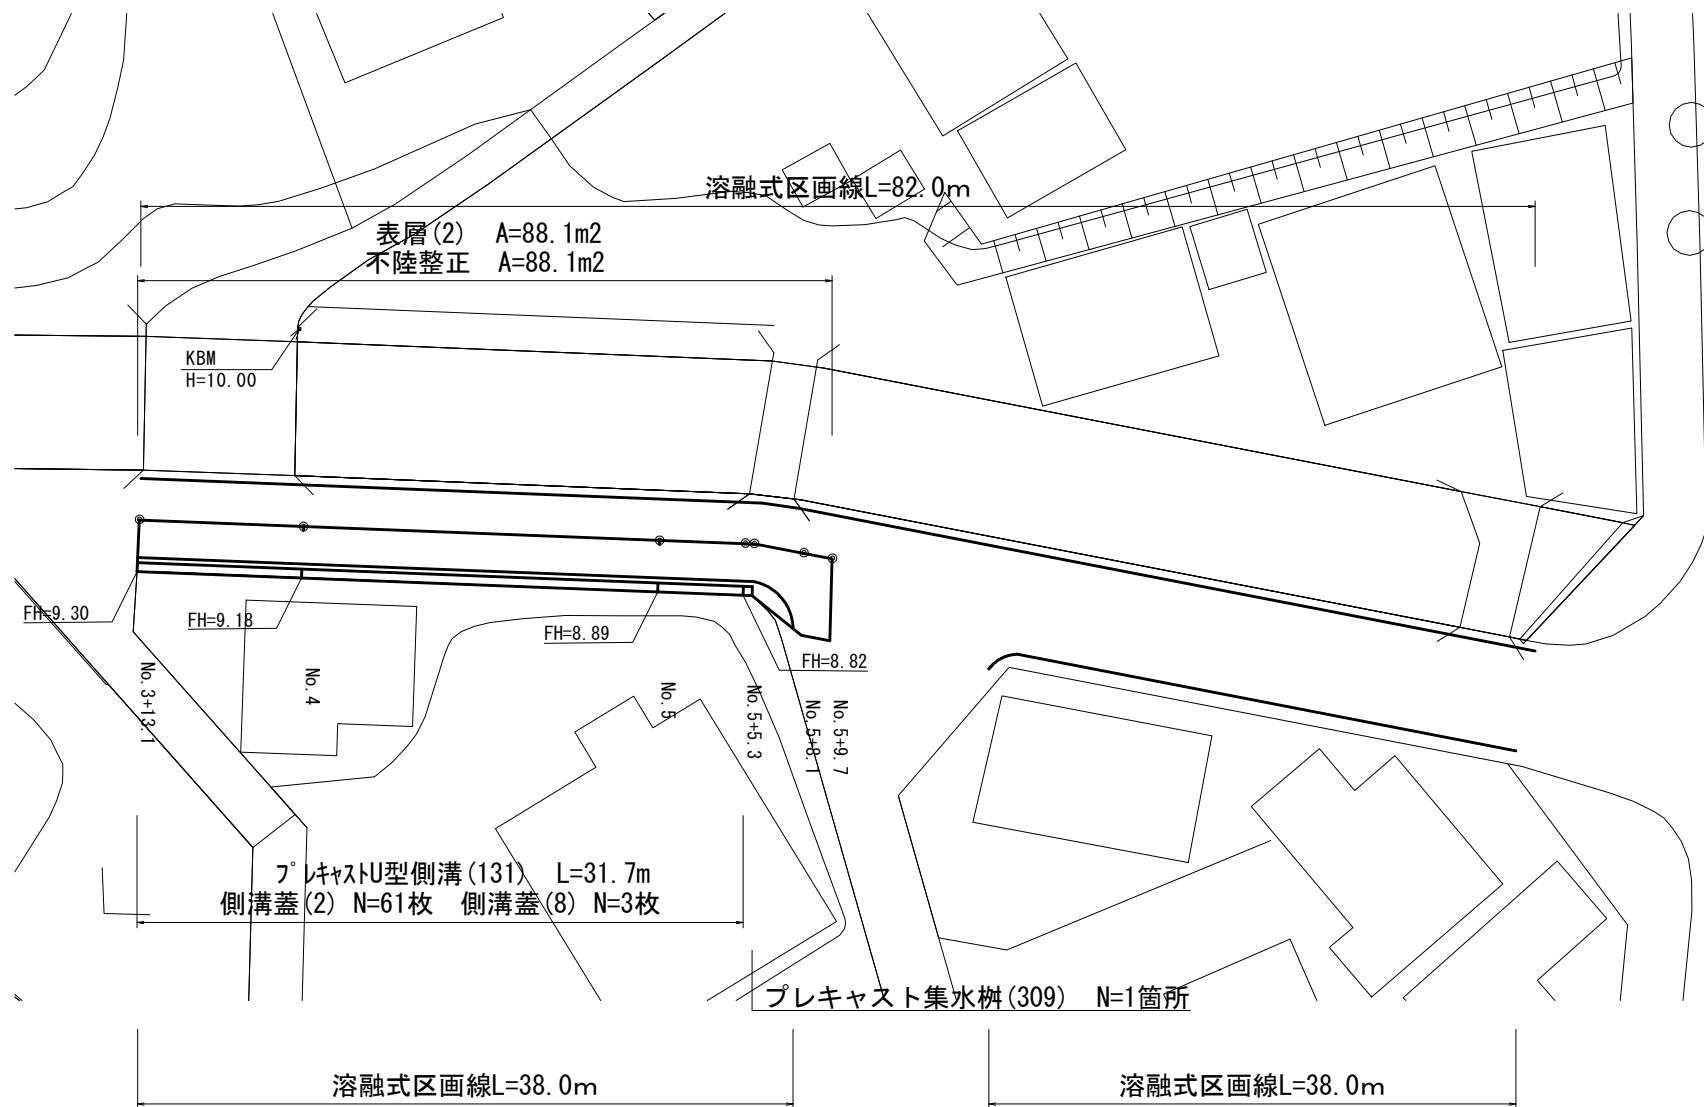 溶融式区画線L=82.0m
表層(2) A=88.1m2
不陸整正 A=88.1m2
KBM
H=10.00
FH=9.30
FH=9.18
FH=8.89
FH=8.82
No.3+13.1
No.4
No.5
No.5+5.3
No.5+8.1
No.5+9.7
プレキャストU型側溝(131) L=31.7m
側溝蓋(2) N=61枚 側溝蓋(8) N=3枚
プレキャスト集水桝(309) N=1箇所
溶融式区画線L=38.0m
溶融式区画線L=38.0m